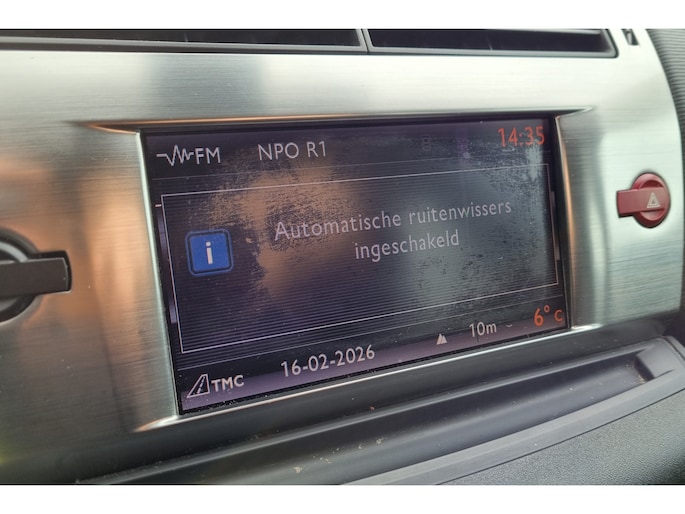 FM NPO R1 14:35
Automatische ruitenwissers
ingeschakeld
i
TMC 16-02-2026 10m 6°C